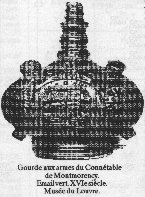 Gourde aux armes du Connétable
de Montmorency.
Email vert. XVIe siècle.
Musée du Louvre.